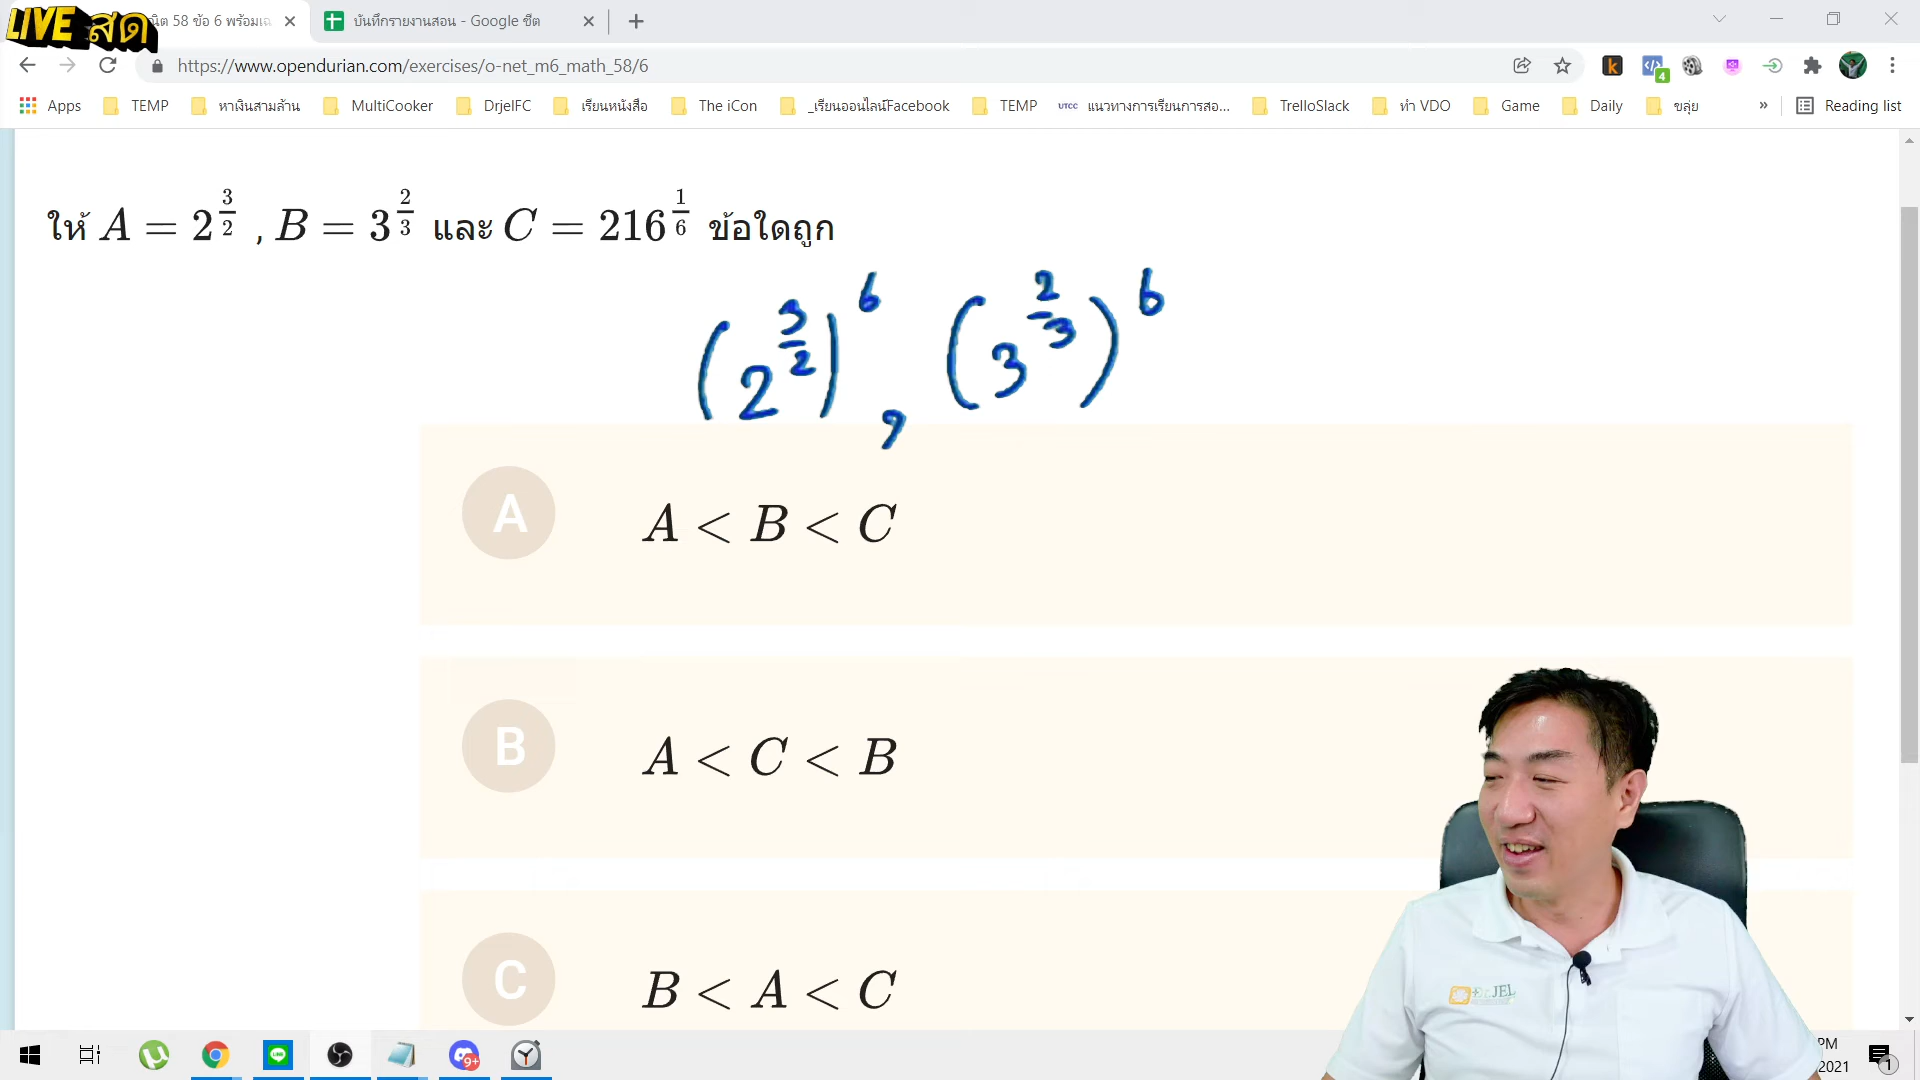 LIVE สด
ณิต 58 ข้อ 6 พร้อมเฉ
บันทึกรายงานสอน - Google ชีต
https://www.opendurian.com/exercises/o-net_m6_math_58/6
Apps TEMP หาเงินสามล้าน MultiCooker DrjelFC เรียนหนังสือ The iCon _เรียนออนไลน์Facebook TEMP UTCC แนวทางการเรียนการสอ... TrelloSlack ทำ VDO Game Daily ขลุ่ย » Reading list
ให้ A = 2^{3/2} , B = 3^{2/3} และ C = 216^{1/6} ข้อใดถูก
(2^{3/2})^6 , (3^{2/3})^6
A A < B < C
B A < C < B
C B < A < C
JEL
9+
PM
2021
1